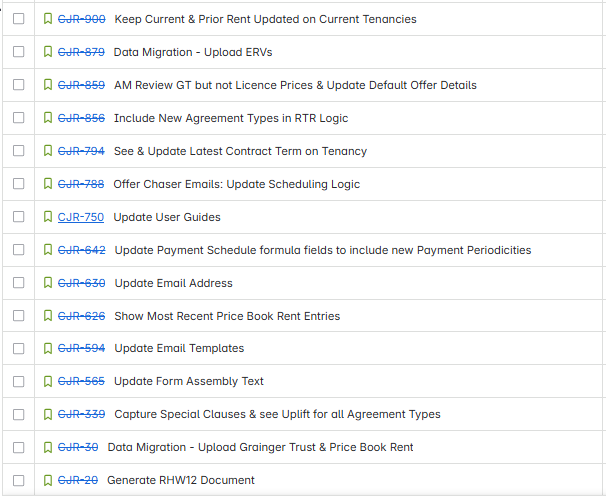 CJR-900 Keep Current & Prior Rent Updated on Current Tenancies
CJR-879 Data Migration - Upload ERVs
CJR-859 AM Review GT but not Licence Prices & Update Default Offer Details
CJR-856 Include New Agreement Types in RTR Logic
CJR-794 See & Update Latest Contract Term on Tenancy
CJR-788 Offer Chaser Emails: Update Scheduling Logic
CJR-750 Update User Guides
CJR-642 Update Payment Schedule formula fields to include new Payment Periodicities
CJR-630 Update Email Address
CJR-626 Show Most Recent Price Book Rent Entries
CJR-594 Update Email Templates
CJR-565 Update Form Assembly Text
CJR-339 Capture Special Clauses & see Uplift for all Agreement Types
CJR-30 Data Migration - Upload Grainger Trust & Price Book Rent
CJR-20 Generate RHW12 Document